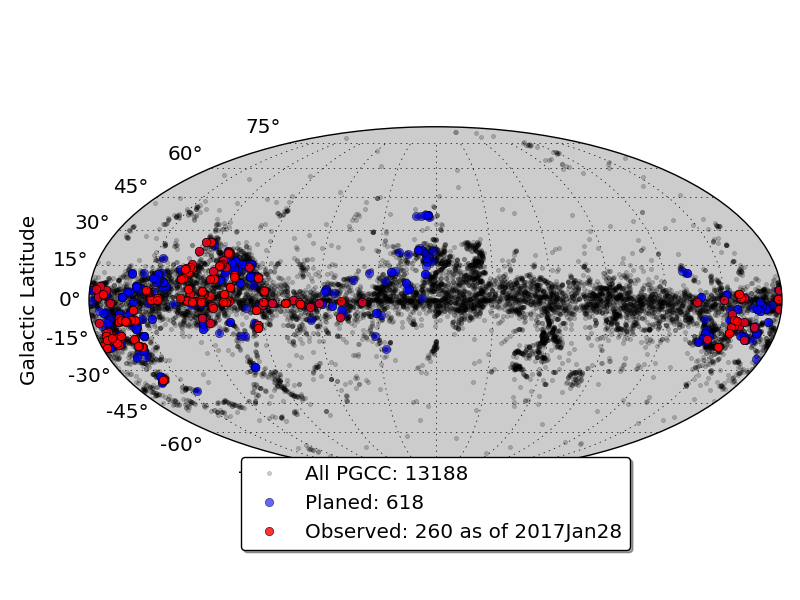 75°
60°
45°
30°
15°
0°
-15°
-30°
-45°
-60°
Galactic Latitude
All PGCC: 13188
Planed: 618
Observed: 260 as of 2017Jan28